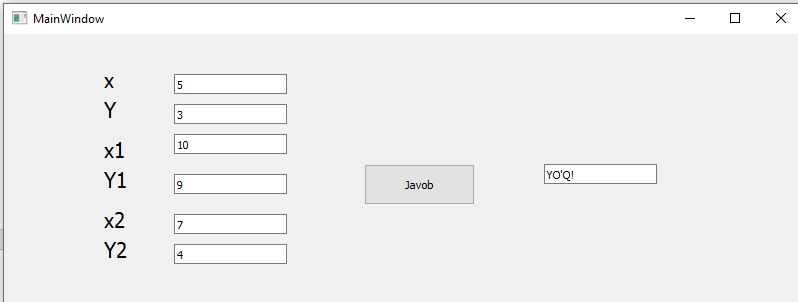 MainWindow
x 5
Y 3
x1 10
Y1 9
x2 7
Y2 4
Javob
YO'Q!